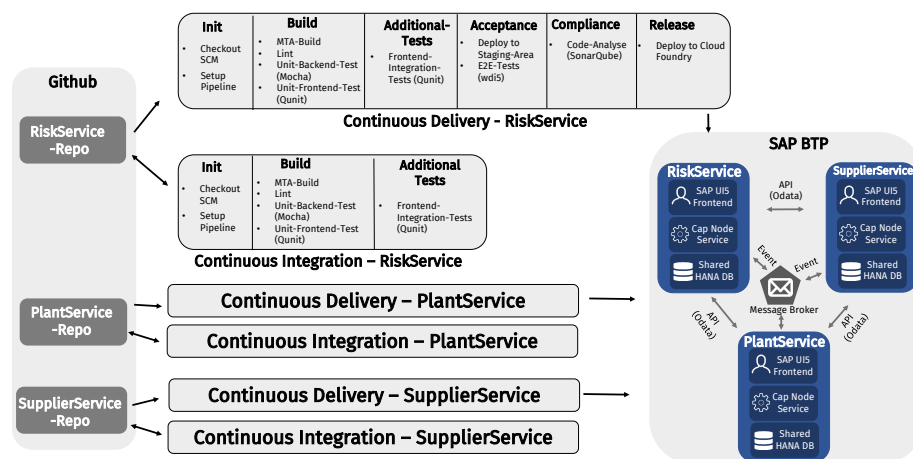 Github
RiskService
-Repo
PlantService
-Repo
SupplierService
-Repo
Init
• Checkout
SCM
• Setup
Pipeline
Build
• MTA-Build
• Lint
• Unit-Backend-Test
(Mocha)
• Unit-Frontend-Test
(Qunit)
Additional-
Tests
• Frontend-
Integration-
Tests (Qunit)
Acceptance
• Deploy to
Staging-Area
• E2E-Tests
(wdi5)
Compliance
• Code-Analyse
(SonarQube)
Release
• Deploy to Cloud
Foundry
Continuous Delivery - RiskService
Init
• Checkout
SCM
• Setup
Pipeline
Build
• MTA-Build
• Lint
• Unit-Backend-Test
(Mocha)
• Unit-Frontend-Test
(Qunit)
Additional
Tests
• Frontend-
Integration-Tests
(Qunit)
Continuous Integration – RiskService
Continuous Delivery – PlantService
Continuous Integration – PlantService
Continuous Delivery – SupplierService
Continuous Integration – SupplierService
SAP BTP
RiskService
SAP UI5
Frontend
Cap Node
Service
Shared
HANA DB
API
(Odata)
SupplierService
SAP UI5
Frontend
Cap Node
Service
Shared
HANA DB
Event
Event
Message Broker
API
(Odata)
API
(Odata)
PlantService
SAP UI5
Frontend
Cap Node
Service
Shared
HANA DB